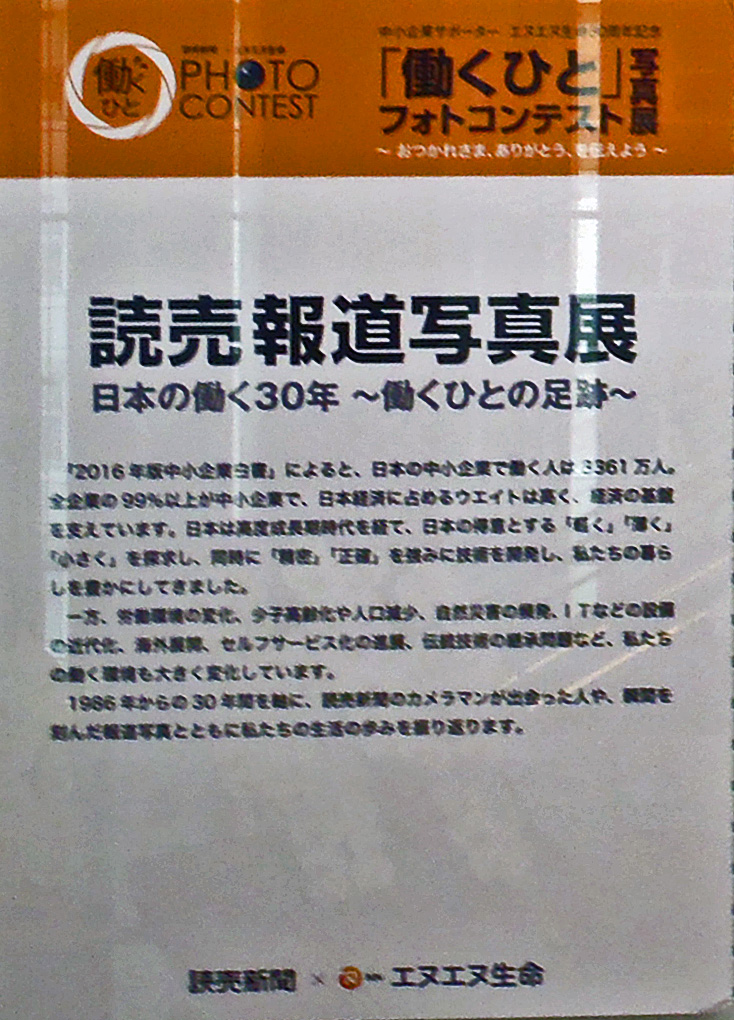 働くひと
PHOTO CONTEST
中小企業サポーター エヌエヌ生命30周年記念
「働くひと」
フォトコンテスト
写真展
〜 おつかれさま、ありがとう、を伝えよう 〜
読売報道写真展
日本の働く30年 〜働くひとの足跡〜
「2016 年版中小企業白書」によると、日本の中小企業で働く人は 3361 万人。
全企業の 99%以上が中小企業で、日本経済に占めるウエイトは高く、経済の基盤
を支えています。日本は高度成長期時代を経て、日本の得意とする「軽く」「薄く」
「小さく」を探求し、同時に「精密」「正確」を強みに技術を開発し、私たちの暮ら
しを豊かにしてきました。
一方、労働環境の変化、少子高齢化や人口減少、自然災害の頻発、ITなどの設備
の近代化、海外展開、セルフサービス化の進展、伝統技術の継承問題など、私たち
の働く環境も大きく変化しています。
1986 年からの 30 年間を軸に、読売新聞のカメラマンが出会った人や、瞬間を
刻んだ報道写真とともに私たちの生活の歩みを振り返ります。
読売新聞 × エヌエヌ生命